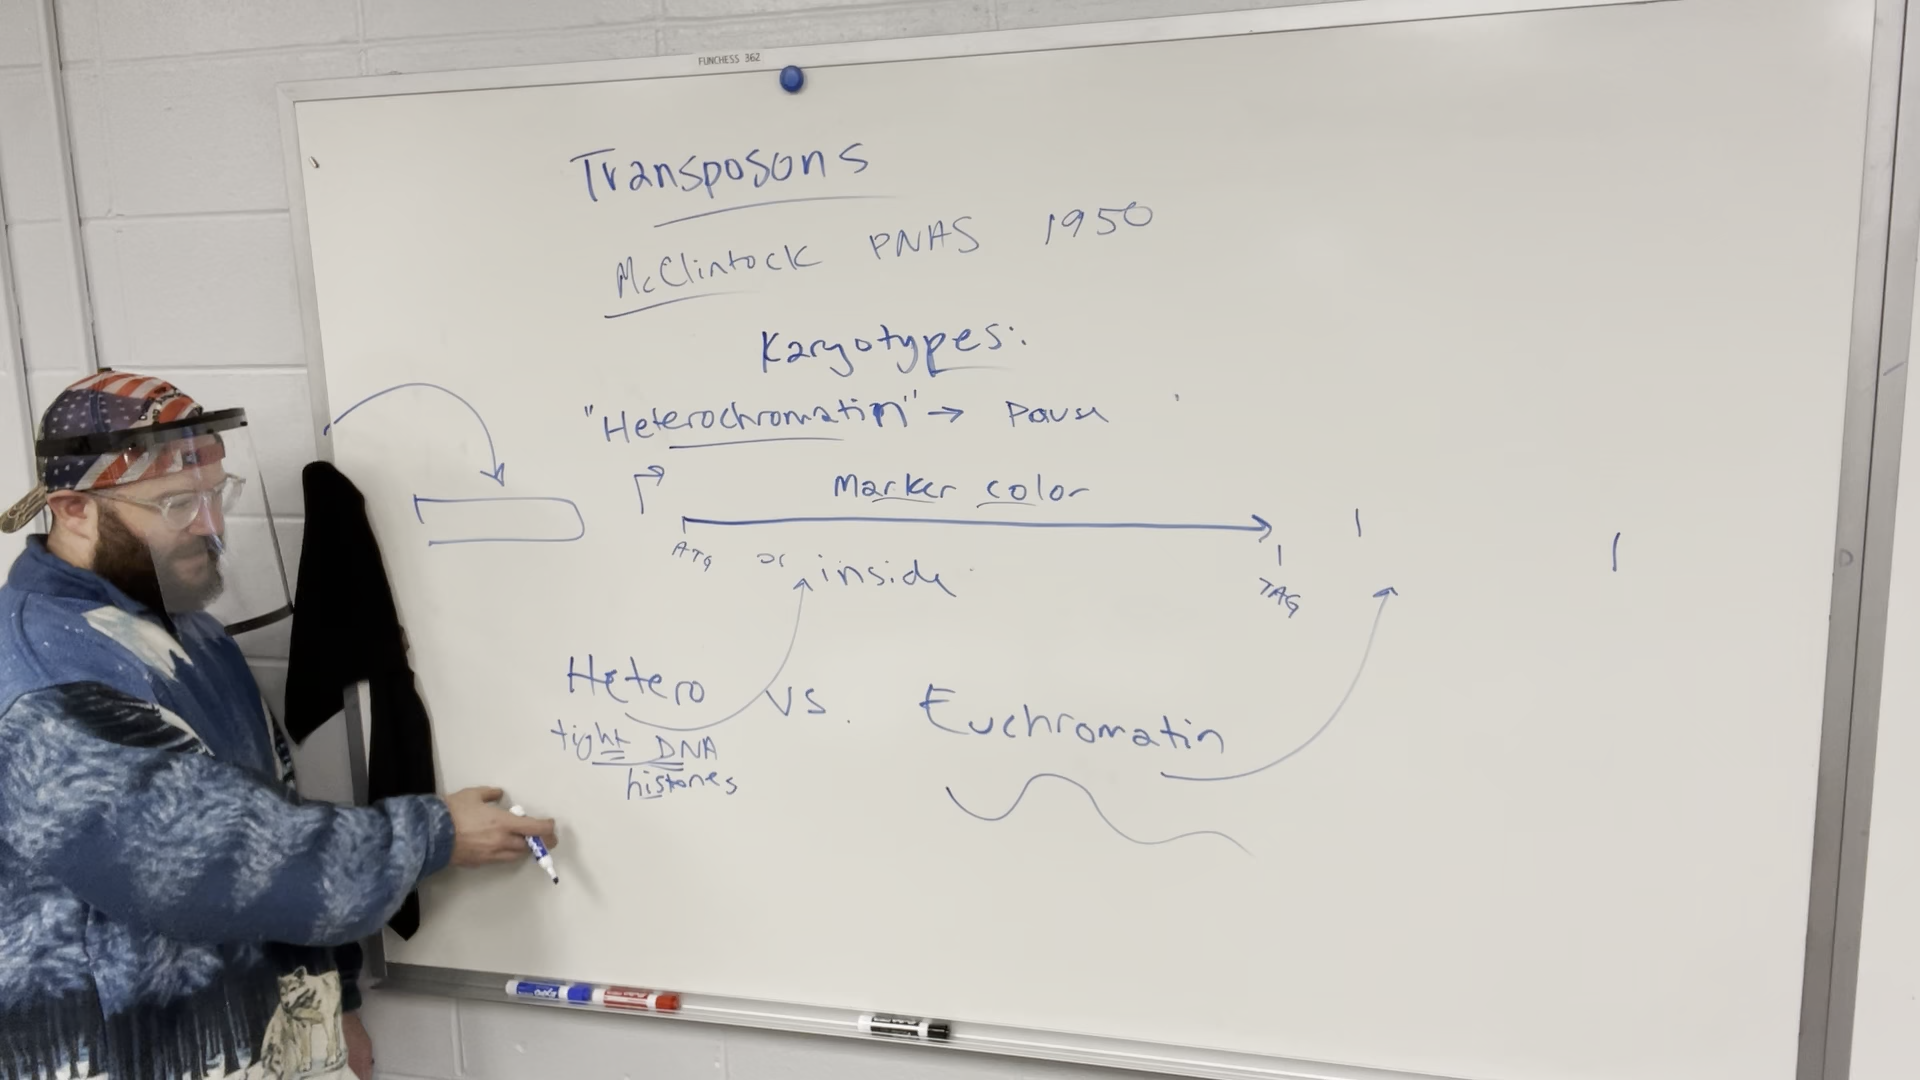 FUNCHESS 362
Transposons
McClintock PNAS 1950
Karyotypes:
"Heterochromatin" → Pause
Marker color
ATG or inside TAG
Hetero vs. Euchromatin
tight DNA
histones